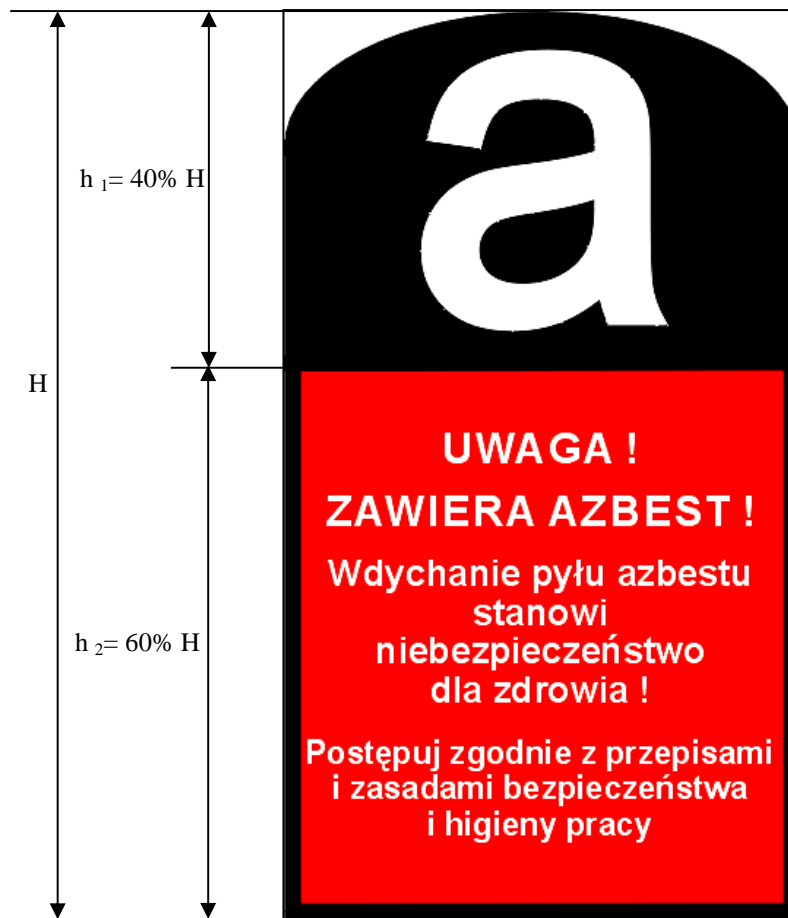 a
h 1= 40% H
H
UWAGA !
ZAWIERA AZBEST !
Wdychanie pyłu azbestu
stanowi
niebezpieczeństwo
dla zdrowia !
h 2= 60% H
Postępuj zgodnie z przepisami
i zasadami bezpieczeństwa
i higieny pracy